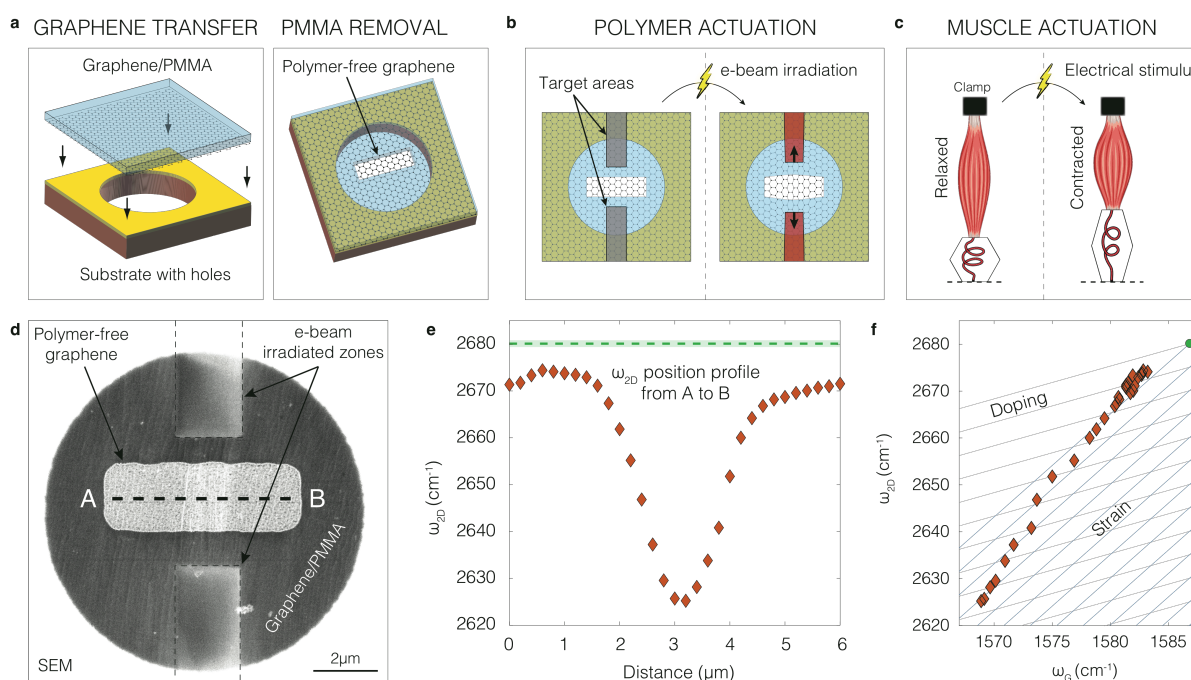 a GRAPHENE TRANSFER
PMMA REMOVAL
b POLYMER ACTUATION
c MUSCLE ACTUATION
Graphene/PMMA
Substrate with holes
Polymer-free graphene
Target areas
e-beam irradiation
Clamp
Electrical stimulu
Relaxed
Contracted
d
Polymer-free
graphene
e-beam
irradiated zones
A
B
Graphene/PMMA
SEM
2μm
e
2680
2670
2660
2650
2640
2630
2620
ω2D (cm-1)
ω2D position profile
from A to B
0 1 2 3 4 5 6
Distance (μm)
f
2680
2670
2660
2650
2640
2630
2620
ω2D (cm-1)
Doping
Strain
1570 1575 1580 1585
ωG (cm-1)